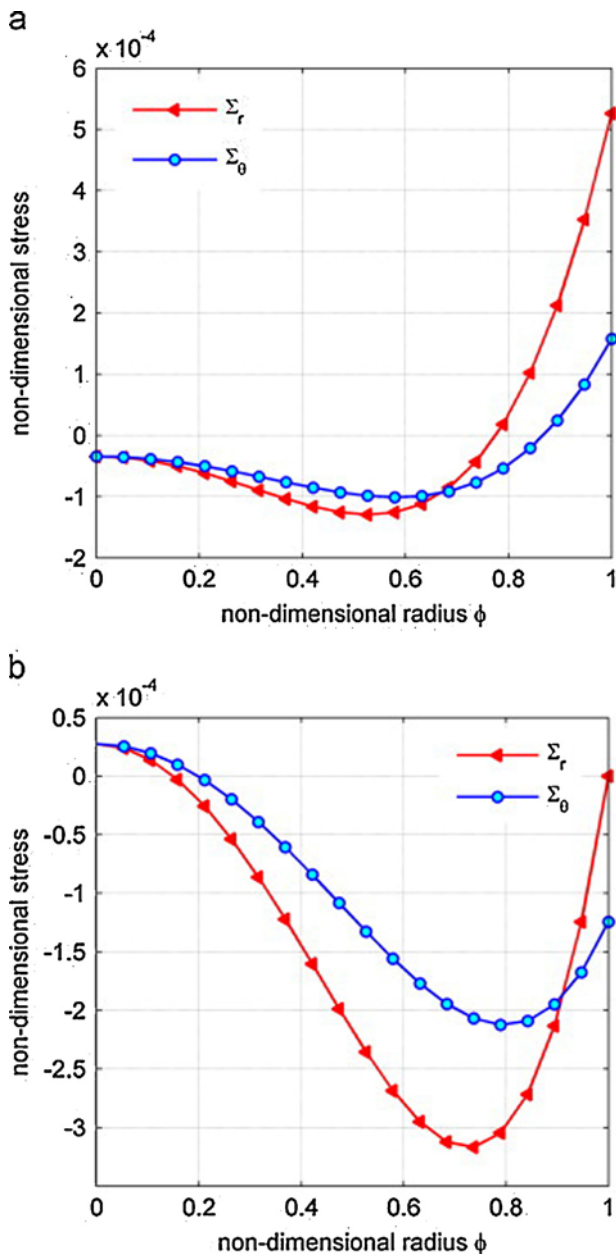 a
× 10⁻⁴
6
5
4
3
2
1
0
-1
-2
0 0.2 0.4 0.6 0.8 1
non-dimensional stress
non-dimensional radius ϕ
Σr
Σθ
b
× 10⁻⁴
0.5
0
-0.5
-1
-1.5
-2
-2.5
-3
0 0.2 0.4 0.6 0.8 1
non-dimensional stress
non-dimensional radius ϕ
Σr
Σθ